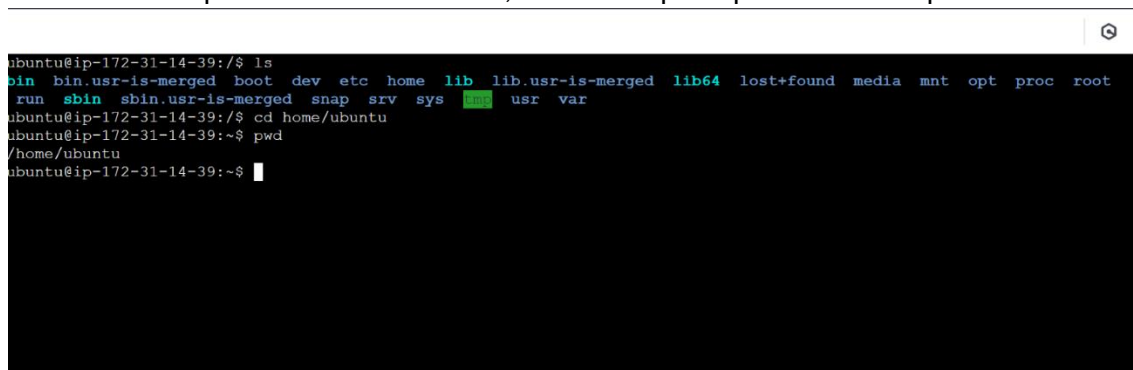 ubuntu@ip-172-31-14-39:/$ ls
bin bin.usr-is-merged boot dev etc home lib lib.usr-is-merged lib64 lost+found media mnt opt proc root
run sbin sbin.usr-is-merged snap srv sys tmp usr var
ubuntu@ip-172-31-14-39:/$ cd home/ubuntu
ubuntu@ip-172-31-14-39:~$ pwd
/home/ubuntu
ubuntu@ip-172-31-14-39:~$